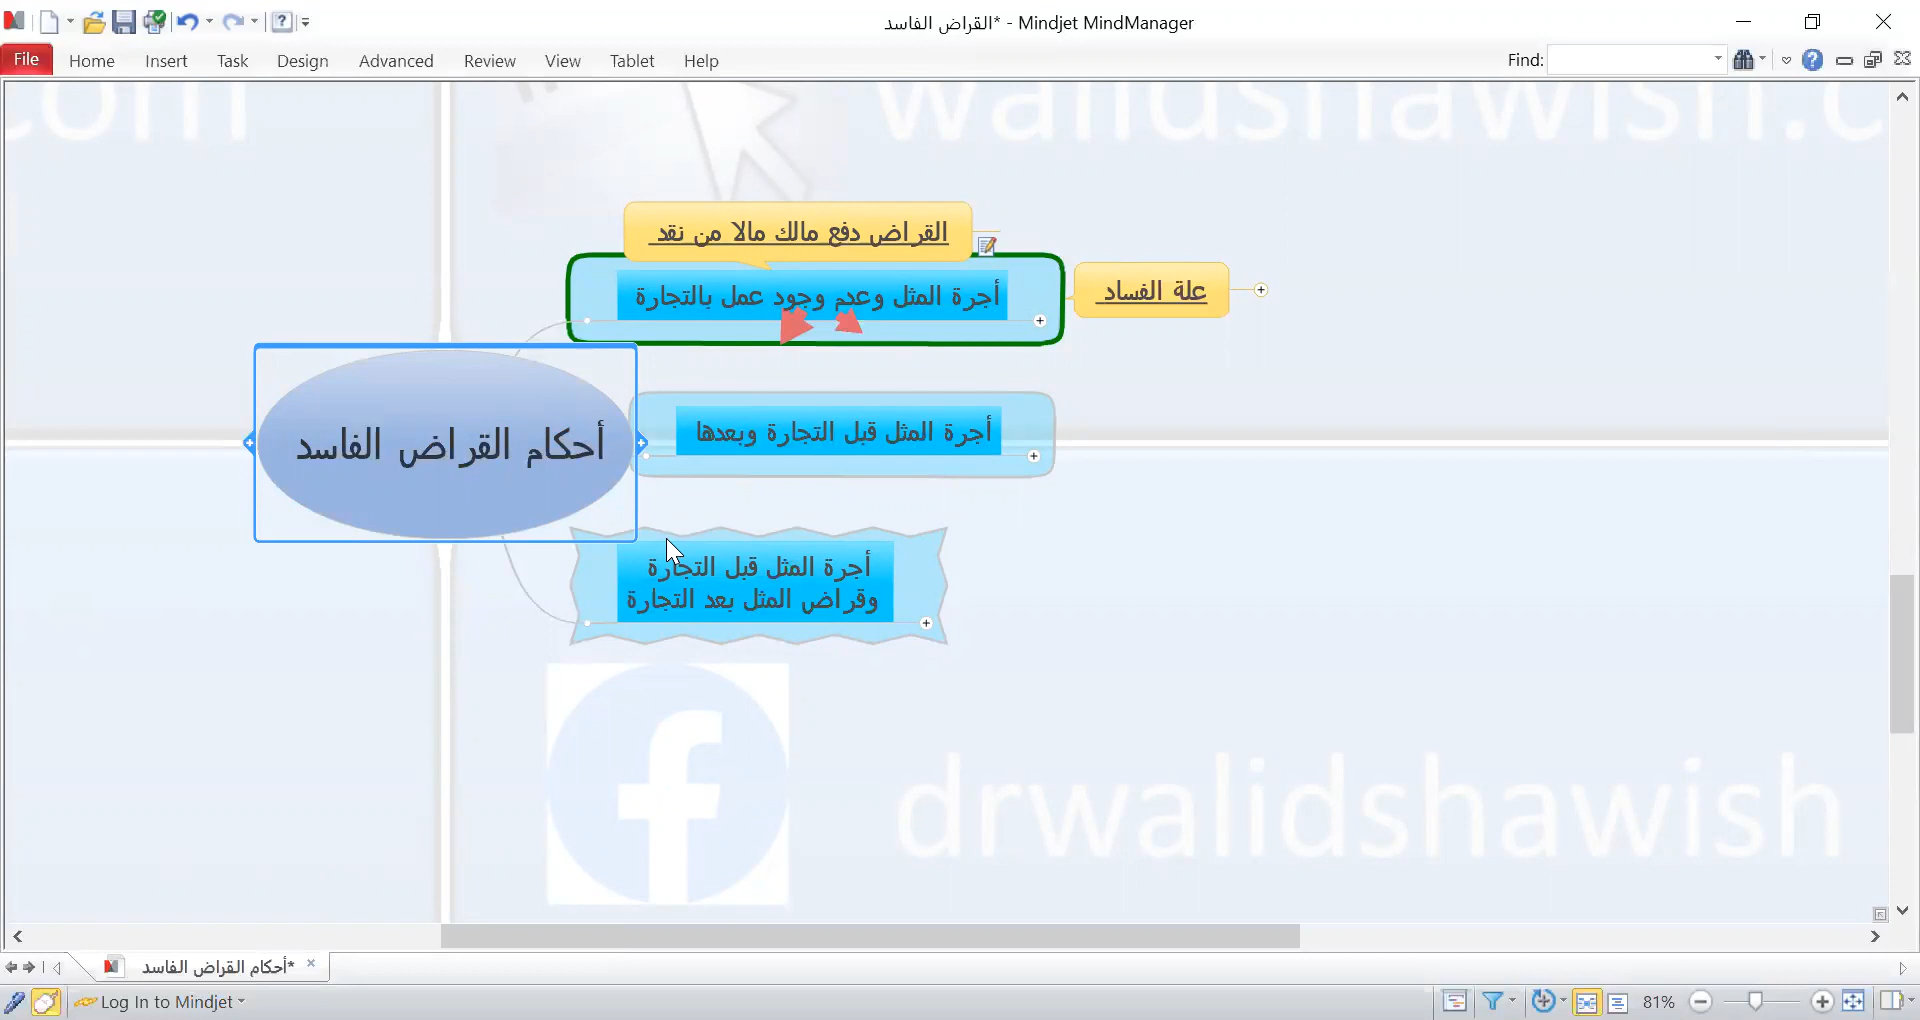 *القراض الفاسد - Mindjet MindManager
File Home Insert Task Design Advanced Review View Tablet Help Find:
walidshawish.c
com
القراض دفع مالك مالا من نقد
أجرة المثل وعدم وجود عمل بالتجارة
علة الفساد
أحكام القراض الفاسد
أجرة المثل قبل التجارة وبعدها
أجرة المثل قبل التجارة
وقراض المثل بعد التجارة
drwalidshawish
*أحكام القراض الفاسد
Log In to Mindjet 81%